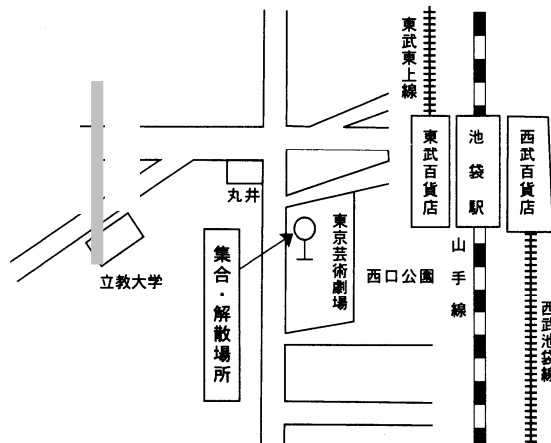 東武東上線
東武百貨店
池袋駅
西武百貨店
丸井
立教大学
集合・解散場所
東京芸術劇場
西口公園
山手線
西武池袋線